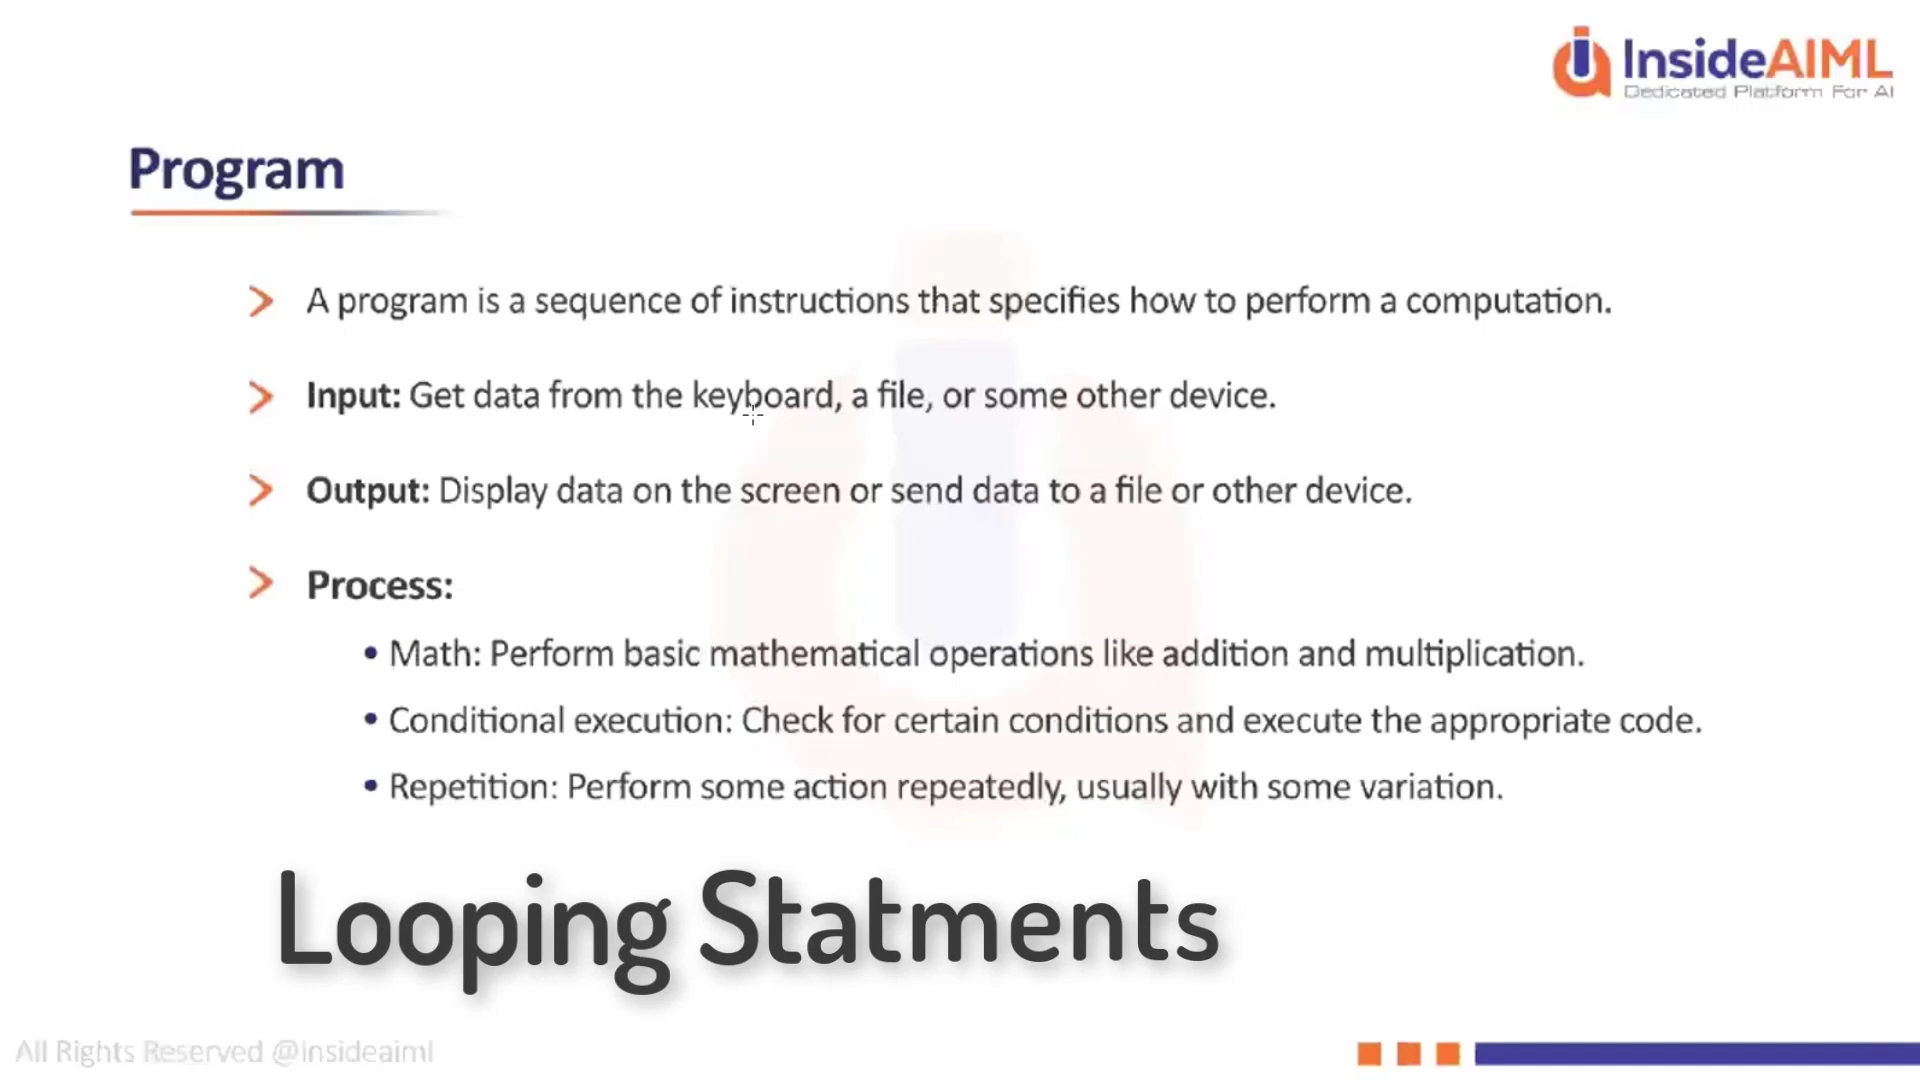 InsideAIML
Dedicated Platform For AI
Program
A program is a sequence of instructions that specifies how to perform a computation.
Input: Get data from the keyboard, a file, or some other device.
Output: Display data on the screen or send data to a file or other device.
Process:
• Math: Perform basic mathematical operations like addition and multiplication.
• Conditional execution: Check for certain conditions and execute the appropriate code.
• Repetition: Perform some action repeatedly, usually with some variation.
Looping Statments
All Rights Reserved @insideaiml